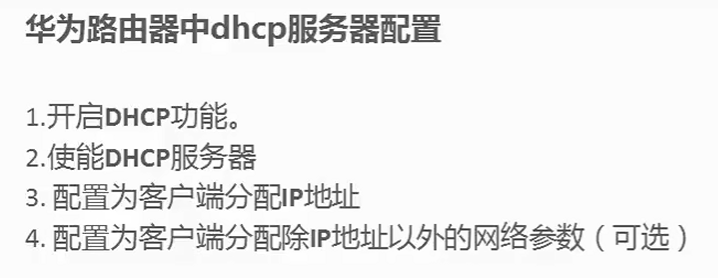 华为路由器中dhcp服务器配置
1.开启DHCP功能。
2.使能DHCP服务器
3. 配置为客户端分配IP地址
4. 配置为客户端分配除IP地址以外的网络参数（可选）